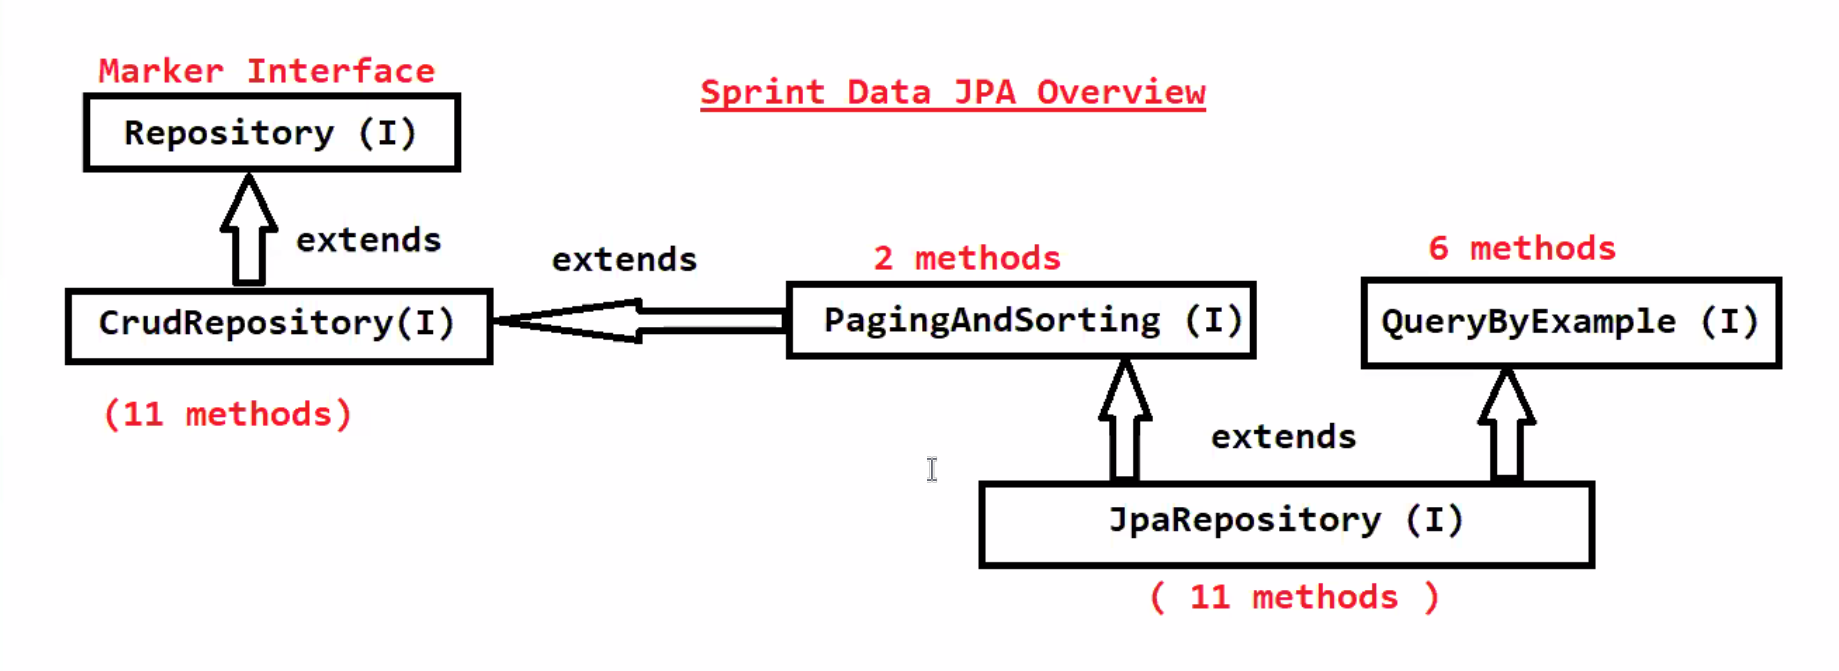 Marker Interface
Sprint Data JPA Overview
Repository (I)
extends
extends
2 methods
6 methods
CrudRepository(I)
PagingAndSorting (I)
QueryByExample (I)
(11 methods)
extends
JpaRepository (I)
( 11 methods )